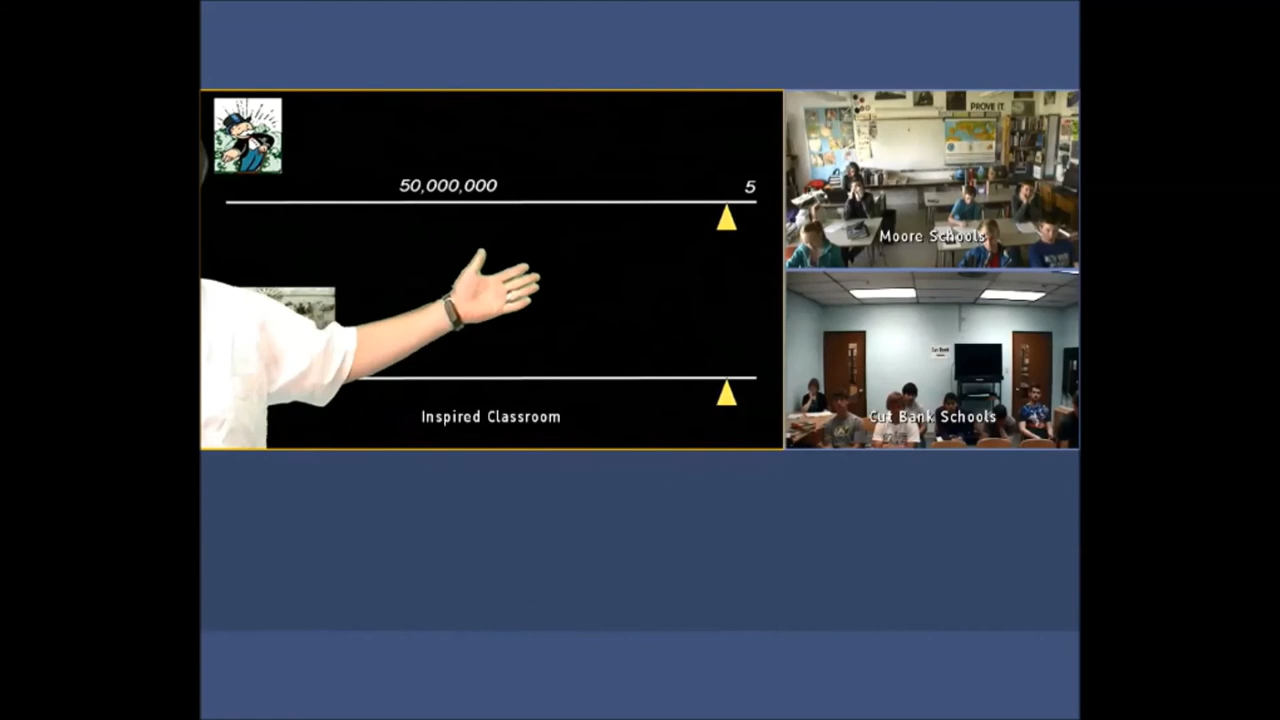 50,000,000
5
Inspired Classroom
PROVE IT.
Moore Schools
Cut Bank Schools